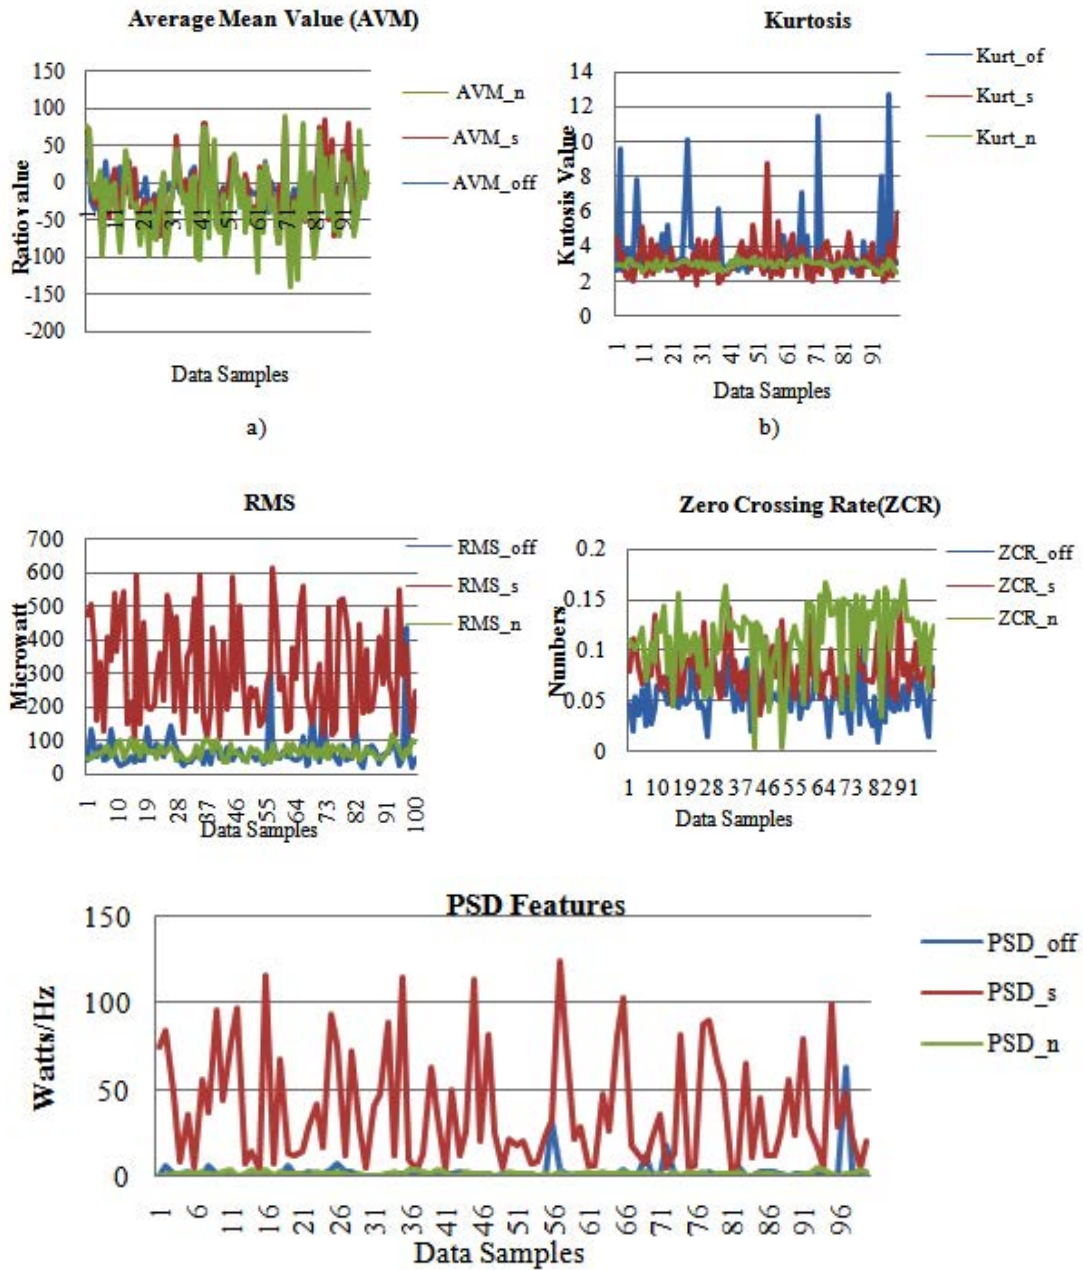 Average Mean Value (AVM)
150
100
50
0
-50
-100
-150
-200
Ratio value
1 11 21 31 41 51 61 71 81 91
AVM_n
AVM_s
AVM_off
Data Samples
a)
Kurtosis
14
12
10
8
6
4
2
0
Kutosis Value
1 11 21 31 41 51 61 71 81 91
Kurt_of
Kurt_s
Kurt_n
Data Samples
b)
RMS
700
600
500
400
300
200
100
0
Microwatt
1 10 19 28 37 46 55 64 73 82 91 100
RMS_off
RMS_s
RMS_n
Data Samples
Zero Crossing Rate(ZCR)
0.2
0.15
0.1
0.05
0
Numbers
1 10 19 28 37 46 55 64 73 82 91
ZCR_off
ZCR_s
ZCR_n
Data Samples
PSD Features
150
100
50
0
Watts/Hz
1 6 11 16 21 26 31 36 41 46 51 56 61 66 71 76 81 86 91 96
PSD_off
PSD_s
PSD_n
Data Samples